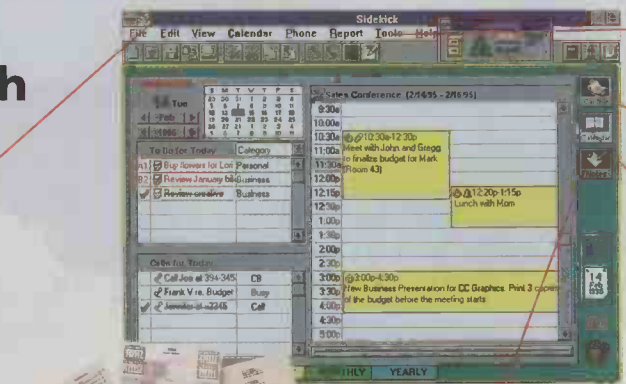 h
Sidekick
File Edit View Calendar Phone Report Tools Help
Tue
Feb
1995
S M T W T F S
Sales Conference (2/14/95 - 2/16/95)
9:30a
10:00a
10:30a 10:30a-12:30p
11:00a Meet with John and Gregg
11:30a to finalize budget for Mark
(Room 43)
12:00p
12:15p 12:20p-1:15p
12:30p Lunch with Mom
1:00p
1:30p
2:00p
2:30p
3:00p 3:00p-4:30p
3:30p New Business Presentation for CC Graphics. Print 3 copies
4:00p of the budget before the meeting starts
4:30p
5:00p
To Do for Today Category
A1 Buy flowers for Lori Personal
B2 Review January Business
Review creative Business
Calls for Today
Call Joe at 394-345 CB
Frank V re. Budget Busy
Jennifer at x2345 Call
14
Feb
1995
YEARLY